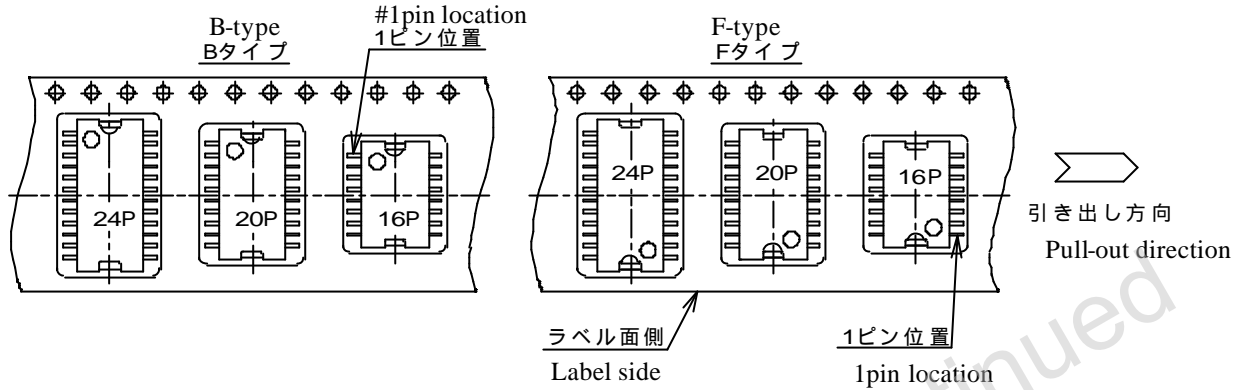 B-type
Bタイプ
#1pin location
1ピン位置
F-type
Fタイプ
24P
20P
16P
24P
20P
16P
引き出し方向
Pull-out direction
ラベル面側
Label side
1ピン位置
1pin location